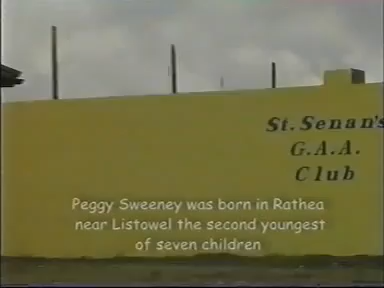 St. Senan's
G.A.A.
Club
Peggy Sweeney was born in Rathea
near Listowel the second youngest
of seven children